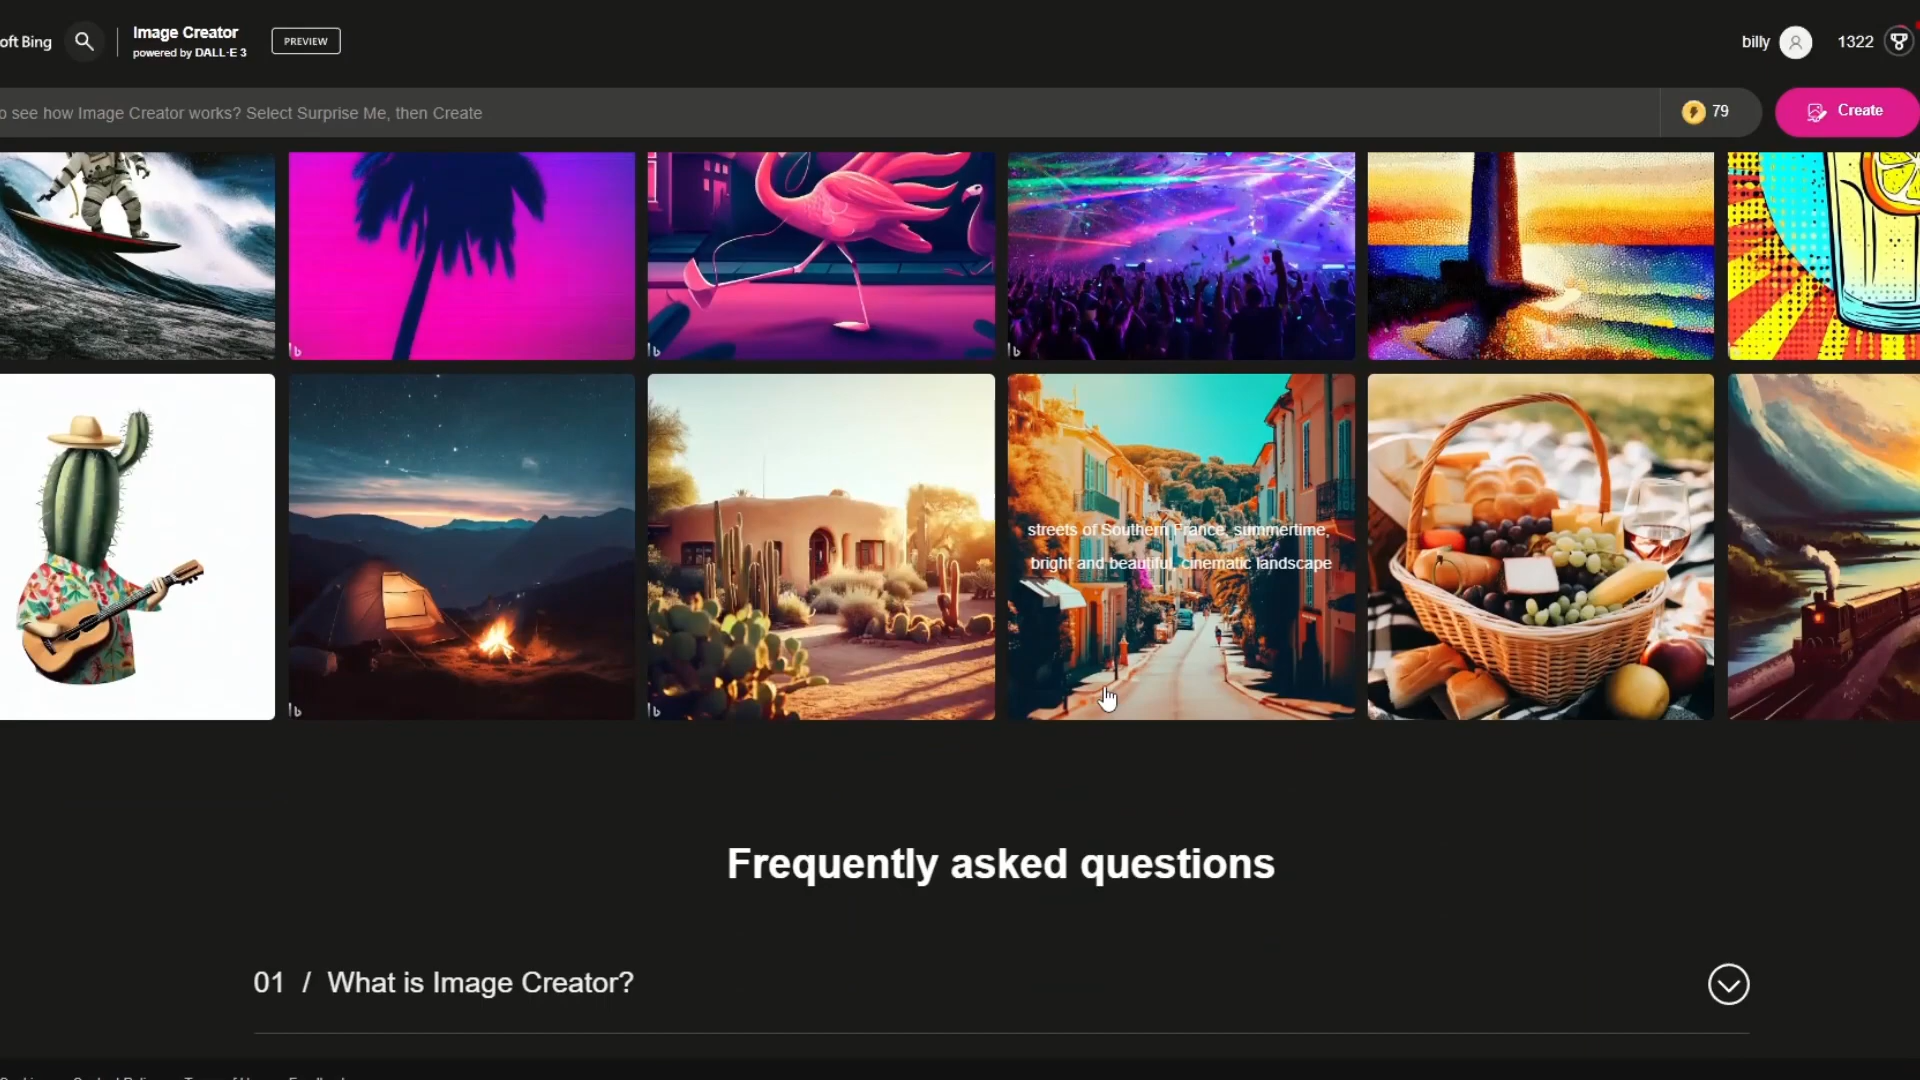 oft Bing
Image Creator
powered by DALL·E 3
PREVIEW
billy
1322
o see how Image Creator works? Select Surprise Me, then Create
79
Create
streets of Southern France, summertime,
bright and beautiful, cinematic landscape
Frequently asked questions
01 / What is Image Creator?